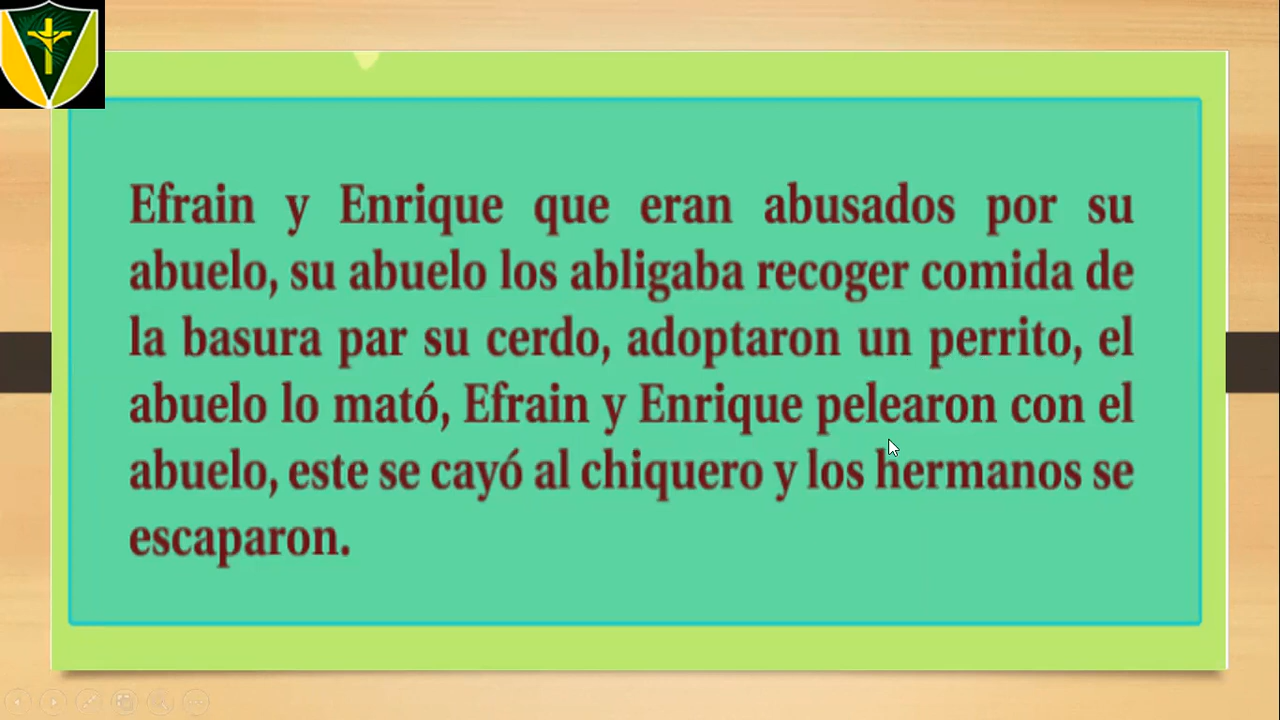 Efrain y Enrique que eran abusados por su
abuelo, su abuelo los abligaba recoger comida de
la basura par su cerdo, adoptaron un perrito, el
abuelo lo mató, Efrain y Enrique pelearon con el
abuelo, este se cayó al chiquero y los hermanos se
escaparon.